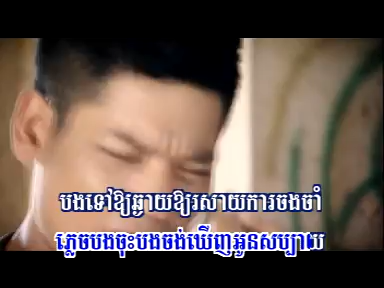 បងទៅឱ្យឆ្ងាយឱ្យរសាយការចងចាំ
ភ្លេចបងចុះបងចង់ឃើញអូនសប្បាយ